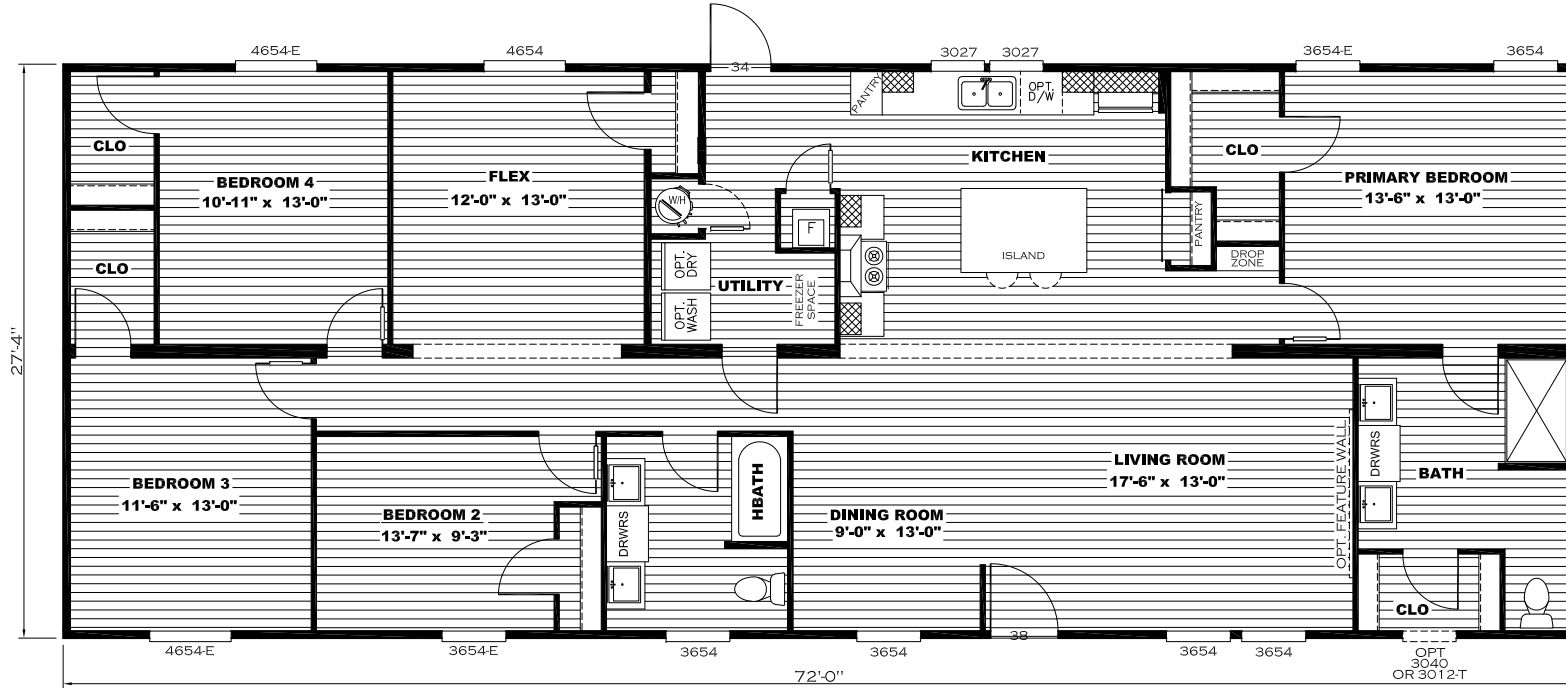 4654-E
4654
34
3027
3027
3654-E
3654
27'-4"
CLO
BEDROOM 4
10'-11" x 13'-0"
FLEX
12'-0" x 13'-0"
PANTRY
OPT.
D/W
KITCHEN
CLO
PRIMARY BEDROOM
13'-6" x 13'-0"
W/H
F
PANTRY
ISLAND
DROP
ZONE
CLO
OPT.
DRY
UTILITY
FREEZER
SPACE
OPT.
WASH
BEDROOM 3
11'-6" x 13'-0"
BEDROOM 2
13'-7" x 9'-3"
DRWRS
HBATH
DINING ROOM
9'-0" x 13'-0"
LIVING ROOM
17'-6" x 13'-0"
OPT. FEATURE WALL
DRWRS
BATH
CLO
4654-E
3654-E
3654
3654
38
3654
3654
OPT
3040
OR 3012-T
72'-0"